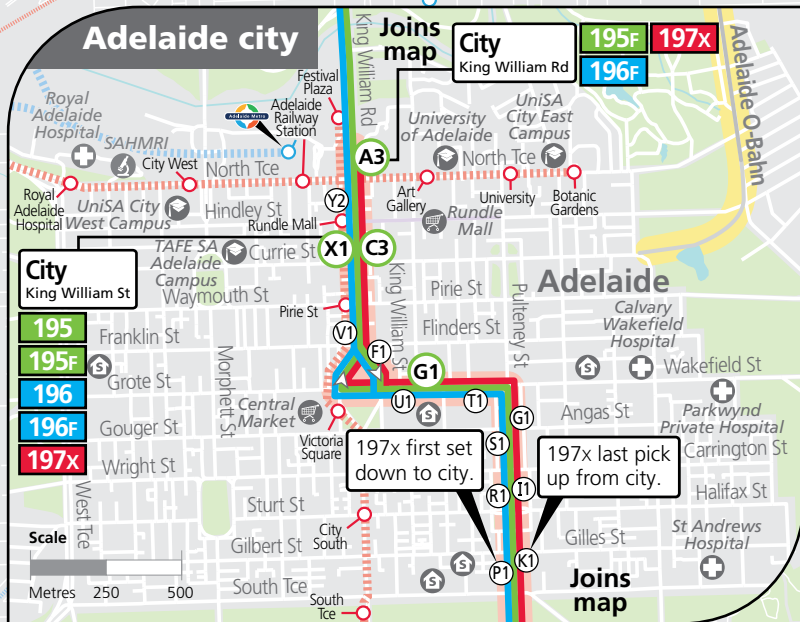 Adelaide city
King William Rd
Joins
map
City
King William Rd
195F
197X
196F
Adelaide O-Bahn
Festival
Plaza
Royal
Adelaide
Hospital
SAHMRI
Adelaide Metro
Adelaide
Railway
Station
City West
North Tce
A3
University
of Adelaide
UniSA
City East
Campus
North Tce
Royal
Adelaide
Hospital
UniSA City
West Campus
Hindley St
Y2
Rundle Mall
Art
Gallery
University
Botanic
Gardens
Rundle
Mall
TAFE SA
Adelaide
Campus
Currie St
X1
C3
City
King William St
195
195F
196
196F
197X
Waymouth St
King William St
Pirie St
Pirie St
Pulteney St
Adelaide
Flinders St
Calvary
Wakefield
Hospital
Franklin St
V1
F1
S
Grote St
Morphett St
G1
S
Wakefield St
Central
Market
U1
T1
S
G1
Angas St
Parkwynd
Private Hospital
Gouger St
Victoria
Square
S1
Carrington St
Wright St
197x first set
down to city.
197x last pick
up from city.
West Tce
R1
I1
Halifax St
Sturt St
City
South
St Andrews
Hospital
Scale
Gilbert St
Gilles St
K1
P1
S
S
Metres
250
500
South Tce
South
Tce
Joins
map